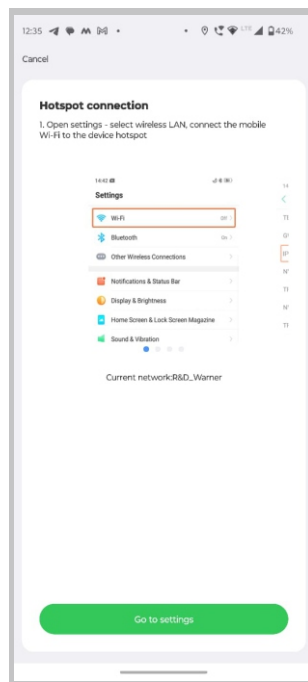 12:35
LTE
42%
Cancel
Hotspot connection
1. Open settings - select wireless LAN, connect the mobile
Wi-Fi to the device hotspot
14:42
Settings
Wi-Fi
Off
Bluetooth
On
Other Wireless Connections
Notifications & Status Bar
Display & Brightness
Home Screen & Lock Screen Magazine
Sound & Vibration
Current network:R&D_Warner
Go to settings